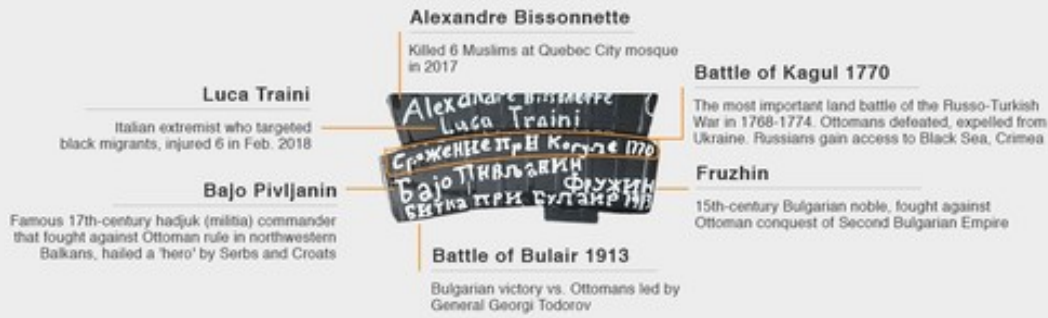 Alexandre Bissonnette
Killed 6 Muslims at Quebec City mosque
in 2017
Luca Traini
Italian extremist who targeted
black migrants, injured 6 in Feb. 2018
Battle of Kagul 1770
The most important land battle of the Russo-Turkish
War in 1768-1774. Ottomans defeated, expelled from
Ukraine. Russians gain access to Black Sea, Crimea
Alexandre Bissonnette
Luca Traini
Сражение при Кагуле 1770
Бајо Пивљанин
Фружин
Битка при Булаир 1913
Bajo Pivljanin
Famous 17th-century hadjuk (militia) commander
that fought against Ottoman rule in northwestern
Balkans, hailed a 'hero' by Serbs and Croats
Fruzhin
15th-century Bulgarian noble, fought against
Ottoman conquest of Second Bulgarian Empire
Battle of Bulair 1913
Bulgarian victory vs. Ottomans led by
General Georgi Todorov